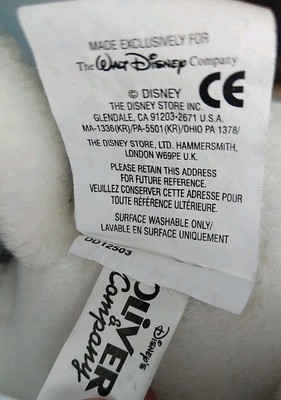 MADE EXCLUSIVELY FOR
The Walt Disney Company
CE
© DISNEY
THE DISNEY STORE INC.
GLENDALE, CA 91203-2671 U.S.A.
MA-1336(KR)/PA-5501(KR)/OHIO PA 1378/
THE DISNEY STORE, LTD. HAMMERSMITH,
LONDON W69PE U.K.
PLEASE RETAIN THIS ADDRESS
FOR FUTURE REFERENCE.
VEUILLEZ CONSERVER CETTE ADRESSE POUR
TOUTE RÉFÉRENCE ULTÉRIEURE.
SURFACE WASHABLE ONLY/
LAVABLE EN SURFACE UNIQUEMENT
DD12503
DISNEY'S
OLIVER
&
Company